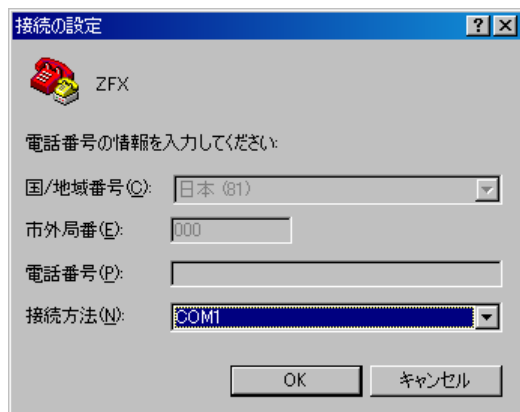 接続の設定
ZFX
電話番号の情報を入力してください:
国/地域番号(C): 日本 (81)
市外局番(E): 000
電話番号(P):
接続方法(N): COM1
OK キャンセル